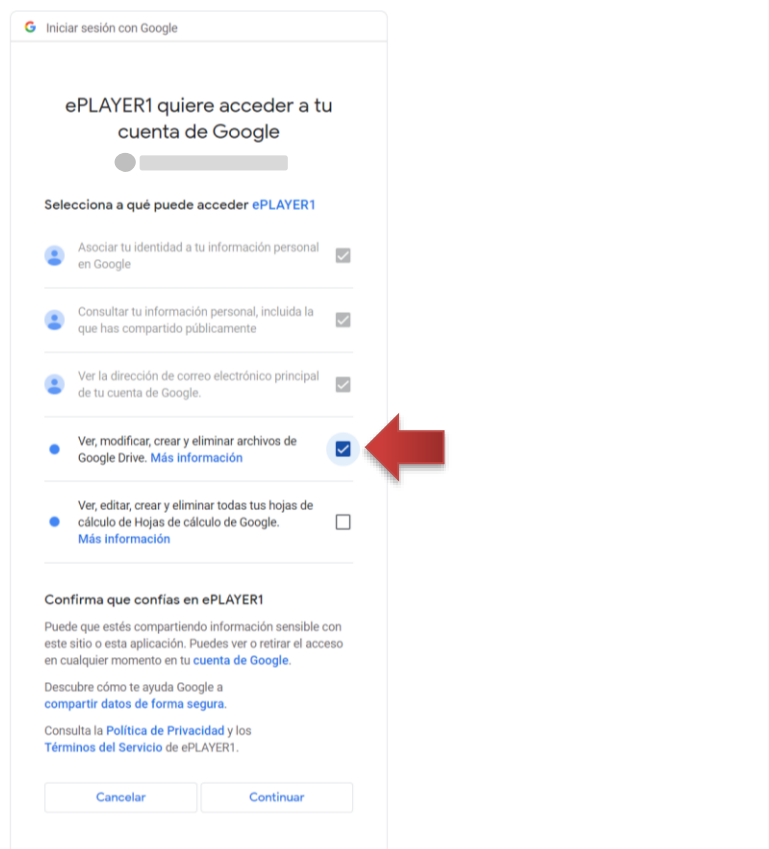 Iniciar sesión con Google
ePLAYER1 quiere acceder a tu
cuenta de Google
Selecciona a qué puede acceder ePLAYER1
Asociar tu identidad a tu información personal
en Google
Consultar tu información personal, incluida la
que has compartido públicamente
Ver la dirección de correo electrónico principal
de tu cuenta de Google.
Ver, modificar, crear y eliminar archivos de
Google Drive. Más información
Ver, editar, crear y eliminar todas tus hojas de
cálculo de Hojas de cálculo de Google.
Más información
Confirma que confías en ePLAYER1
Puede que estés compartiendo información sensible con
este sitio o esta aplicación. Puedes ver o retirar el acceso
en cualquier momento en tu cuenta de Google.
Descubre cómo te ayuda Google a
compartir datos de forma segura.
Consulta la Política de Privacidad y los
Términos del Servicio de ePLAYER1.
Cancelar
Continuar